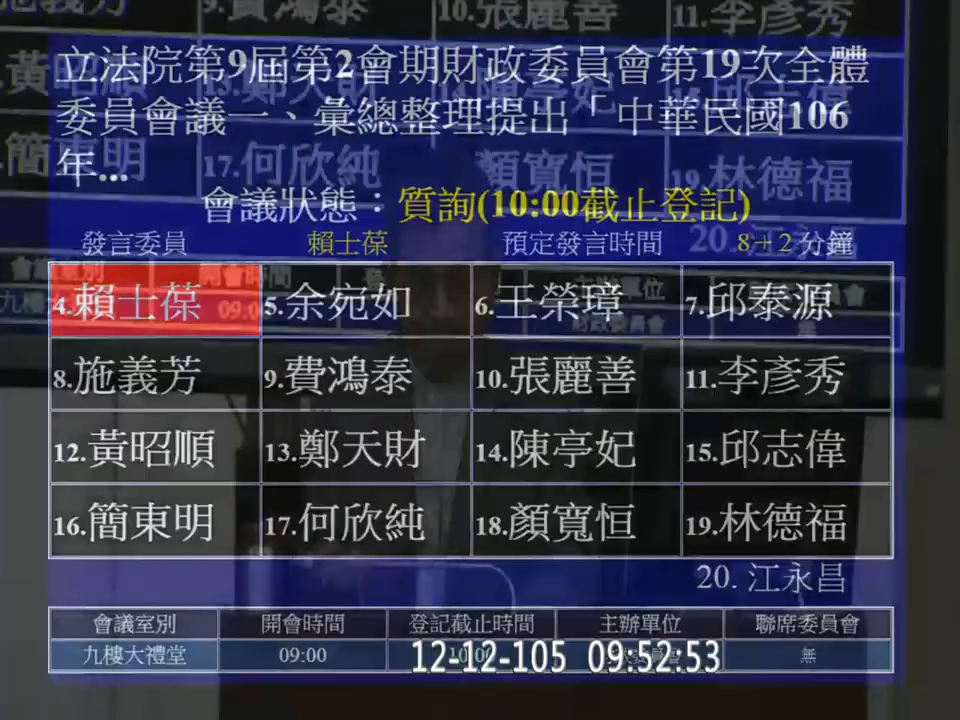 立法院第9屆第2會期財政委員會第19次全體
委員會議一、彙總整理提出「中華民國106
年...
會議狀態：質詢(10:00截止登記)
發言委員 賴士葆 預定發言時間 8+2分鐘
4.賴士葆 5.余宛如 6.王榮璋 7.邱泰源
8.施義芳 9.費鴻泰 10.張麗善 11.李彥秀
12.黃昭順 13.鄭天財 14.陳亭妃 15.邱志偉
16.簡東明 17.何欣純 18.顏寬恒 19.林德福
20. 江永昌
會議室別 開會時間 登記截止時間 主辦單位 聯席委員會
九樓大禮堂 09:00 10:00 無
12-12-105 09:52:53